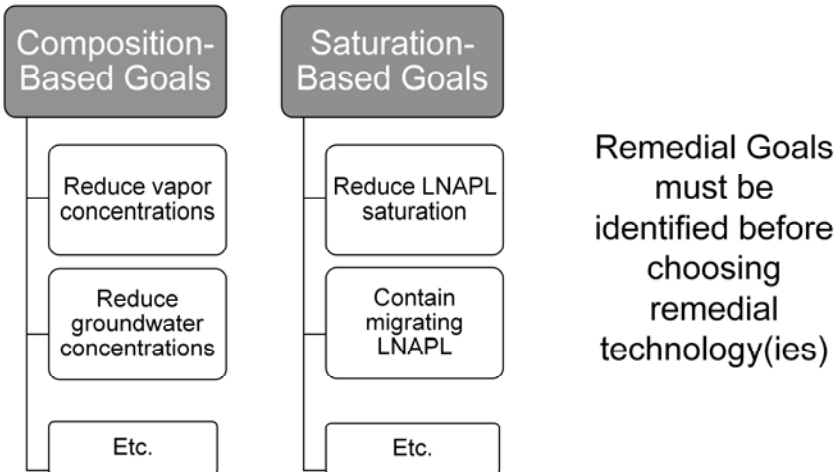 Composition-
Based Goals
Reduce vapor
concentrations
Reduce
groundwater
concentrations
Etc.
Saturation-
Based Goals
Reduce LNAPL
saturation
Contain
migrating
LNAPL
Etc.
Remedial Goals
must be
identified before
choosing
remedial
technology(ies)